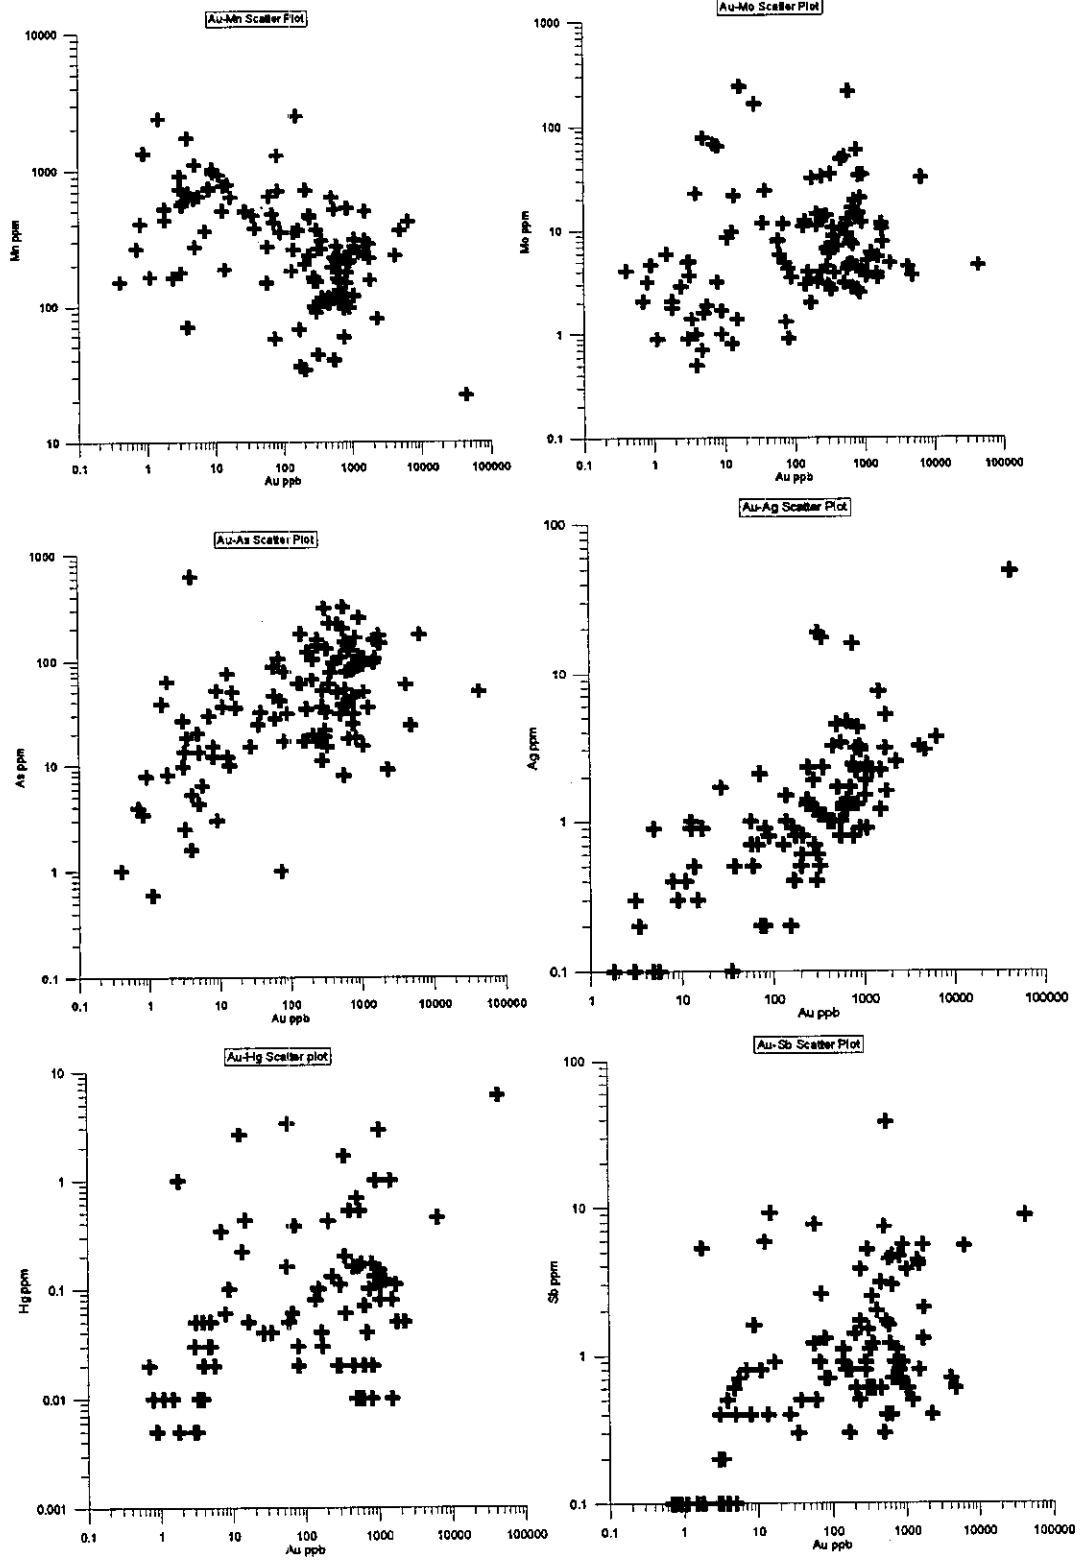 Au-Mn Scatter Plot
10000
1000
100
10
Mn ppm
0.1 1 10 100 1000 10000 100000
Au ppb
Au-Mo Scatter Plot
1000
100
10
1
0.1
Mo ppm
0.1 1 10 100 1000 10000 100000
Au ppb
Au-As Scatter Plot
1000
100
10
1
0.1
As ppm
0.1 1 10 100 1000 10000 100000
Au ppb
Au-Ag Scatter Plot
100
10
1
0.1
Ag ppm
1 10 100 1000 10000 100000
Au ppb
Au-Hg Scatter plot
10
1
0.1
0.01
0.001
Hg ppm
0.1 1 10 100 1000 10000 100000
Au ppb
Au-Sb Scatter Plot
100
10
1
0.1
Sb ppm
0.1 1 10 100 1000 10000 100000
Au ppb